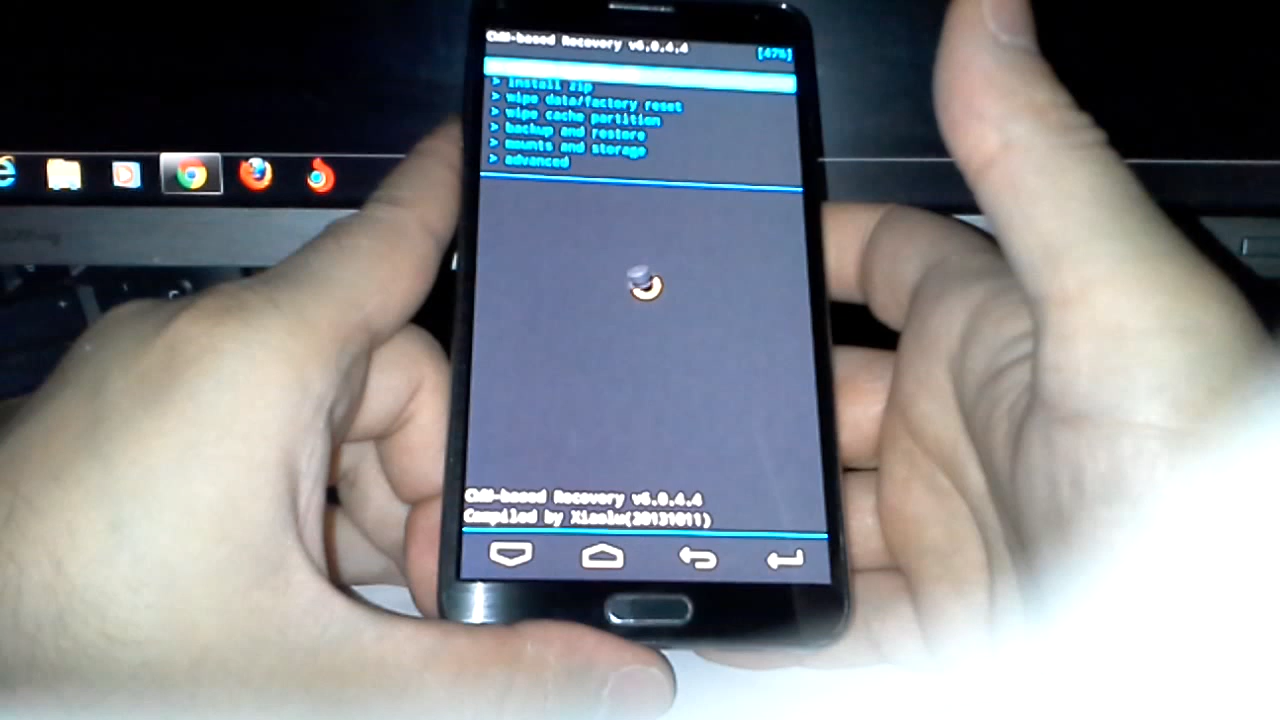 CWM-based Recovery v6.0.4.4
[47%]
> install zip
> wipe data/factory reset
> wipe cache partition
> backup and restore
> mounts and storage
> advanced
CWM-based Recovery v6.0.4.4
Compiled by Xiaolu(20131011)